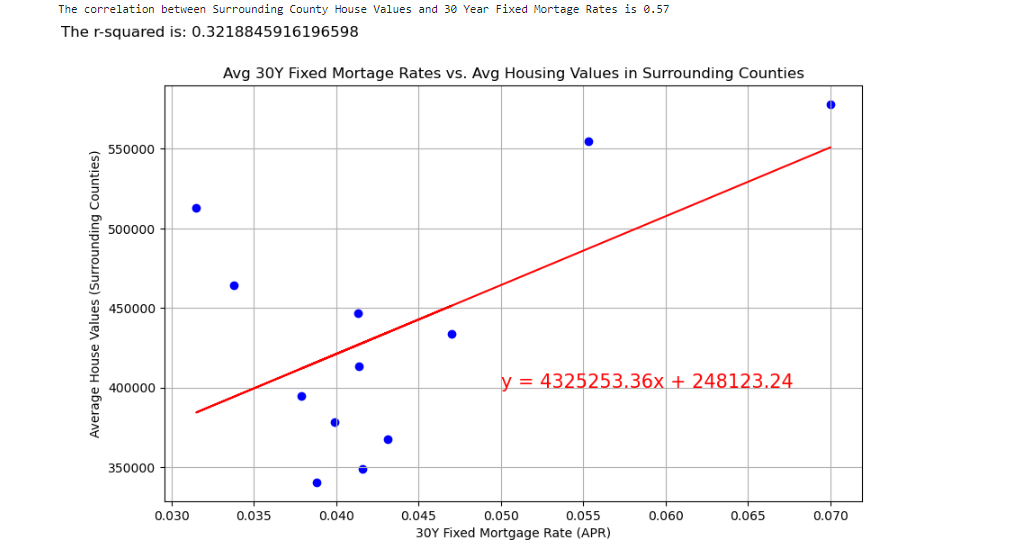 The correlation between Surrounding County House Values and 30 Year Fixed Mortage Rates is 0.57
The r-squared is: 0.3218845916196598
Avg 30Y Fixed Mortage Rates vs. Avg Housing Values in Surrounding Counties
Average House Values (Surrounding Counties)
550000
500000
450000
400000
350000
y = 4325253.36x + 248123.24
0.030 0.035 0.040 0.045 0.050 0.055 0.060 0.065 0.070
30Y Fixed Mortgage Rate (APR)